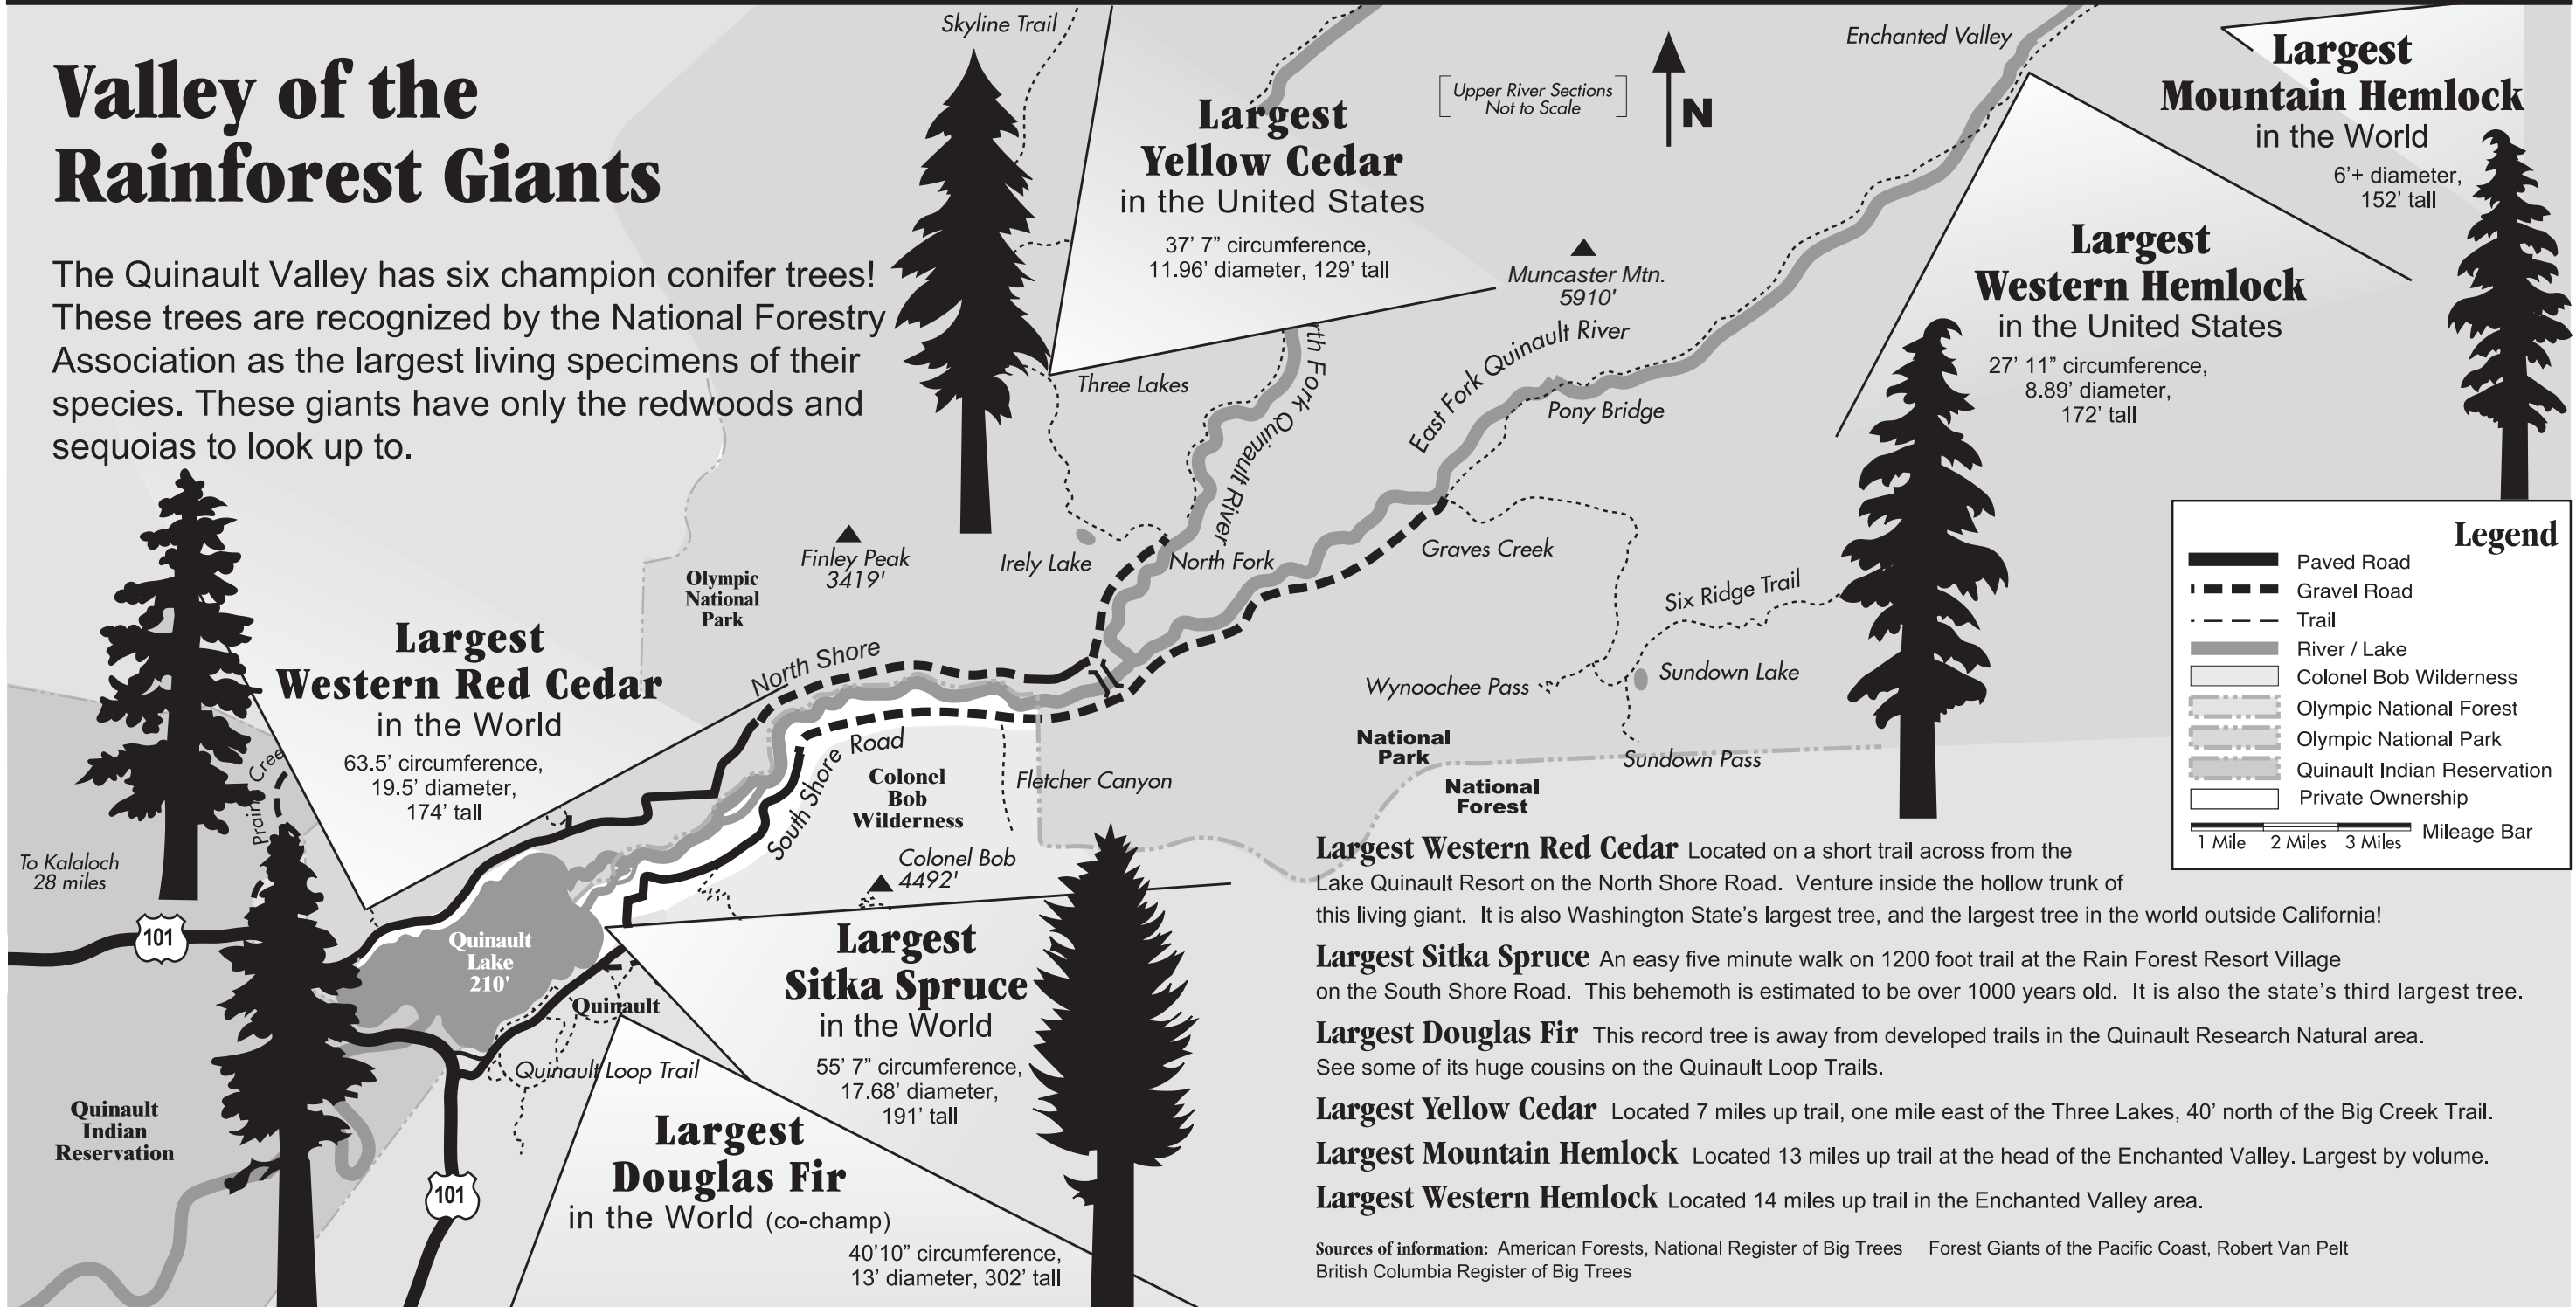 Valley of the
Rainforest Giants
The Quinault Valley has six champion conifer trees!
These trees are recognized by the National Forestry
Association as the largest living specimens of their
species. These giants have only the redwoods and
sequoias to look up to.
Skyline Trail
Largest
Yellow Cedar
in the United States
37’ 7” circumference,
11.96’ diameter, 129’ tall
Upper River Sections
Not to Scale
N
Enchanted Valley
Largest
Mountain Hemlock
in the World
6’+ diameter,
152’ tall
Largest
Western Hemlock
in the United States
27’ 11” circumference,
8.89’ diameter,
172’ tall
Muncaster Mtn.
5910'
Three Lakes
rth Fork Quinault River
East Fork Quinault River
Pony Bridge
Finley Peak
3419'
Irely Lake
North Fork
Graves Creek
Six Ridge Trail
Olympic
National
Park
Largest
Western Red Cedar
in the World
63.5’ circumference,
19.5’ diameter,
174’ tall
North Shore
South Shore Road
Wynoochee Pass
Sundown Lake
Sundown Pass
National
Park
National
Forest
Colonel
Bob
Wilderness
Fletcher Canyon
Colonel Bob
4492'
Prairi Cree
To Kalaloch
28 miles
101
Quinault
Lake
210'
Quinault
Quinault Loop Trail
Largest
Sitka Spruce
in the World
55’ 7” circumference,
17.68’ diameter,
191’ tall
Quinault
Indian
Reservation
101
Largest
Douglas Fir
in the World (co-champ)
40’10” circumference,
13’ diameter, 302’ tall
Legend
Paved Road
Gravel Road
Trail
River / Lake
Colonel Bob Wilderness
Olympic National Forest
Olympic National Park
Quinault Indian Reservation
Private Ownership
Mileage Bar
1 Mile 2 Miles 3 Miles
Largest Western Red Cedar Located on a short trail across from the
Lake Quinault Resort on the North Shore Road. Venture inside the hollow trunk of
this living giant. It is also Washington State’s largest tree, and the largest tree in the world outside California!
Largest Sitka Spruce An easy five minute walk on 1200 foot trail at the Rain Forest Resort Village
on the South Shore Road. This behemoth is estimated to be over 1000 years old. It is also the state’s third largest tree.
Largest Douglas Fir This record tree is away from developed trails in the Quinault Research Natural area.
See some of its huge cousins on the Quinault Loop Trails.
Largest Yellow Cedar Located 7 miles up trail, one mile east of the Three Lakes, 40’ north of the Big Creek Trail.
Largest Mountain Hemlock Located 13 miles up trail at the head of the Enchanted Valley. Largest by volume.
Largest Western Hemlock Located 14 miles up trail in the Enchanted Valley area.
Sources of information: American Forests, National Register of Big Trees Forest Giants of the Pacific Coast, Robert Van Pelt
British Columbia Register of Big Trees